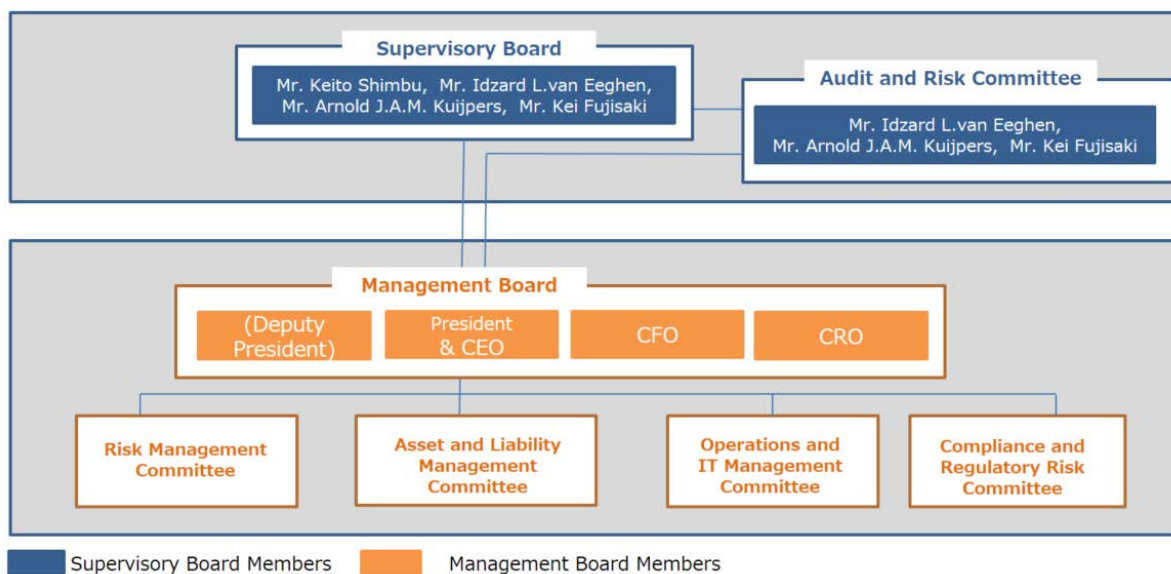 Supervisory Board
Mr. Keito Shimbu, Mr. Idzard L.van Eeghen,
Mr. Arnold J.A.M. Kuijpers, Mr. Kei Fujisaki
Audit and Risk Committee
Mr. Idzard L.van Eeghen,
Mr. Arnold J.A.M. Kuijpers, Mr. Kei Fujisaki
Management Board
(Deputy
President)
President
& CEO
CFO
CRO
Risk Management
Committee
Asset and Liability
Management
Committee
Operations and
IT Management
Committee
Compliance and
Regulatory Risk
Committee
Supervisory Board Members
Management Board Members